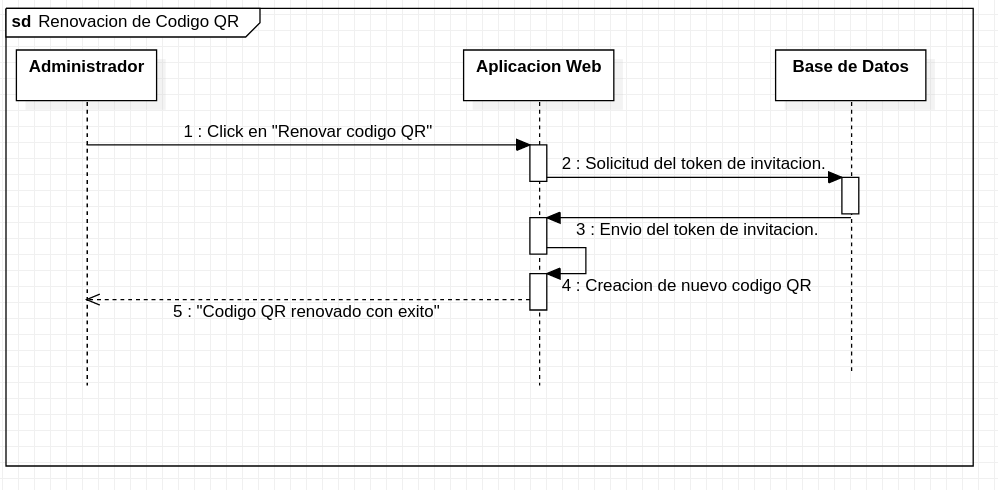 sd Renovacion de Codigo QR
Administrador
Aplicacion Web
Base de Datos
1 : Click en "Renovar codigo QR"
2 : Solicitud del token de invitacion.
3 : Envio del token de invitacion.
4 : Creacion de nuevo codigo QR
5 : "Codigo QR renovado con exito"